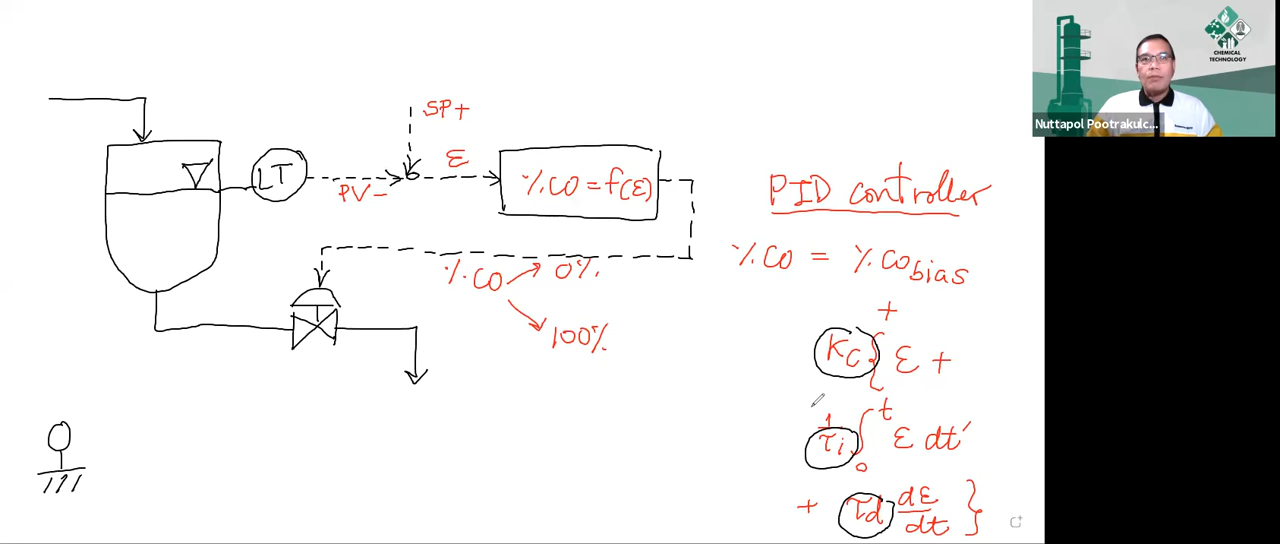 CHEMICAL
TECHNOLOGY
Nuttapol Pootrakulc...
SP+
LT
PV-
ε
%CO = f(ε)
%CO
0%
100%
PID controller
%CO = %CO bias
+
Kc { ε +
1/τi ∫₀ᵗ ε dt'
+ τd dε/dt }